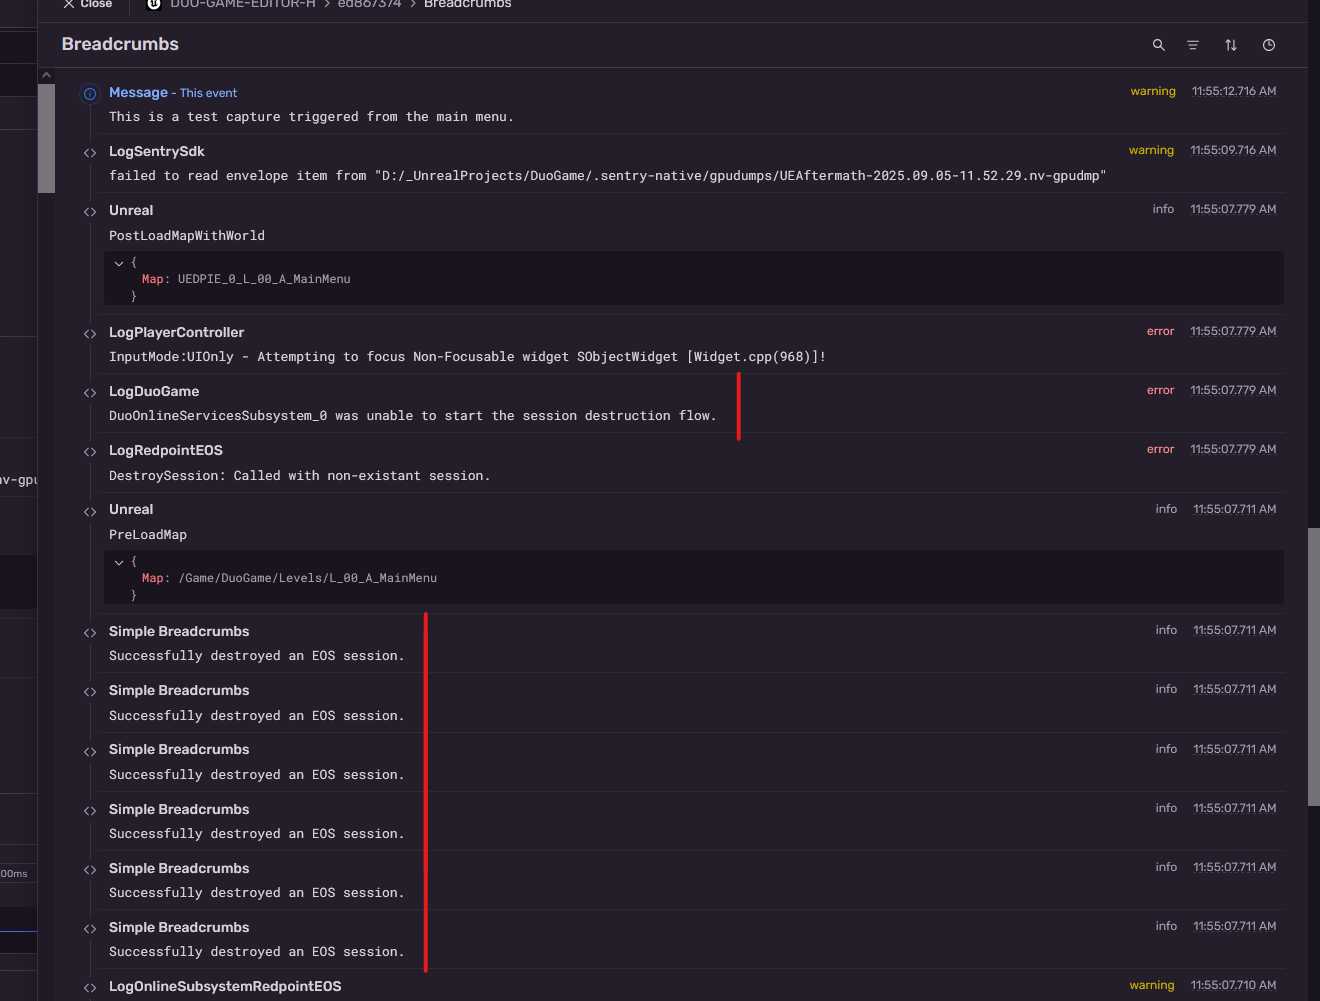 Close DUO-GAME-EDITOR-H > ed867374 > Breadcrumbs
Breadcrumbs
Message - This event warning 11:55:12.716 AM
This is a test capture triggered from the main menu.
LogSentrySdk warning 11:55:09.716 AM
failed to read envelope item from "D:/_UnrealProjects/DuoGame/.sentry-native/gpudumps/UEAftermath-2025.09.05-11.52.29.nv-gpudmp"
Unreal info 11:55:07.779 AM
PostLoadMapWithWorld
{
Map: UEDPIE_0_L_00_A_MainMenu
}
LogPlayerController error 11:55:07.779 AM
InputMode:UIOnly - Attempting to focus Non-Focusable widget SObjectWidget [Widget.cpp(968)]!
LogDuoGame error 11:55:07.779 AM
DuoOnlineServicesSubsystem_0 was unable to start the session destruction flow.
LogRedpointEOS error 11:55:07.779 AM
DestroySession: Called with non-existant session.
Unreal info 11:55:07.711 AM
PreLoadMap
{
Map: /Game/DuoGame/Levels/L_00_A_MainMenu
}
Simple Breadcrumbs info 11:55:07.711 AM
Successfully destroyed an EOS session.
Simple Breadcrumbs info 11:55:07.711 AM
Successfully destroyed an EOS session.
Simple Breadcrumbs info 11:55:07.711 AM
Successfully destroyed an EOS session.
Simple Breadcrumbs info 11:55:07.711 AM
Successfully destroyed an EOS session.
Simple Breadcrumbs info 11:55:07.711 AM
Successfully destroyed an EOS session.
00ms
Simple Breadcrumbs info 11:55:07.711 AM
Successfully destroyed an EOS session.
LogOnlineSubsystemRedpointEOS warning 11:55:07.710 AM